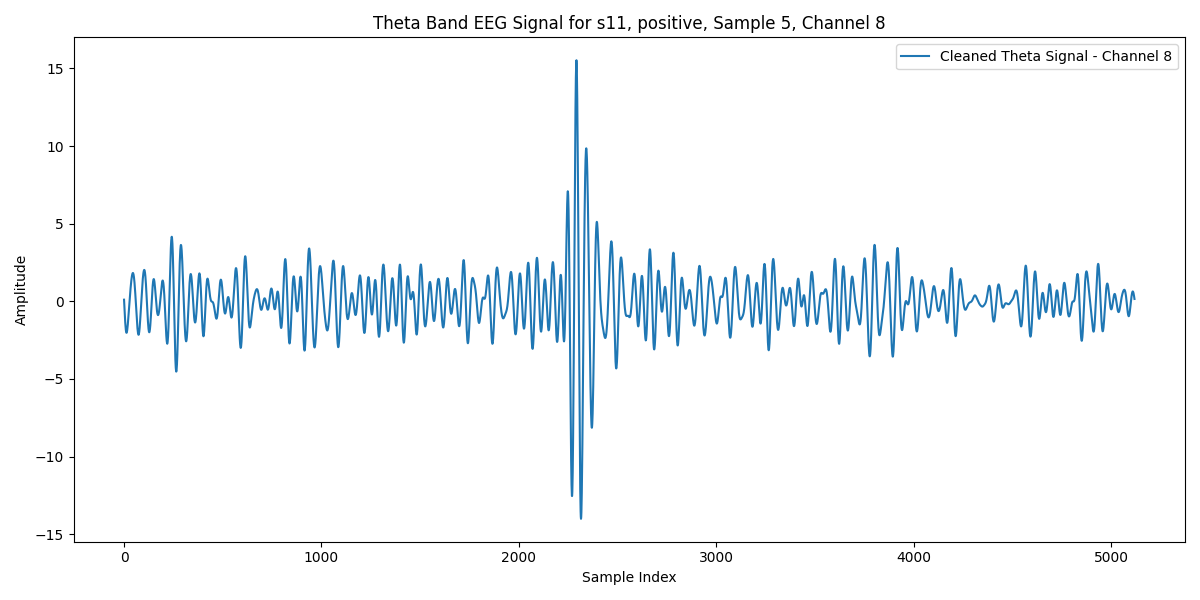 Theta Band EEG Signal for s11, positive, Sample 5, Channel 8
Cleaned Theta Signal - Channel 8
15
10
5
0
−5
−10
−15
Amplitude
0 1000 2000 3000 4000 5000
Sample Index